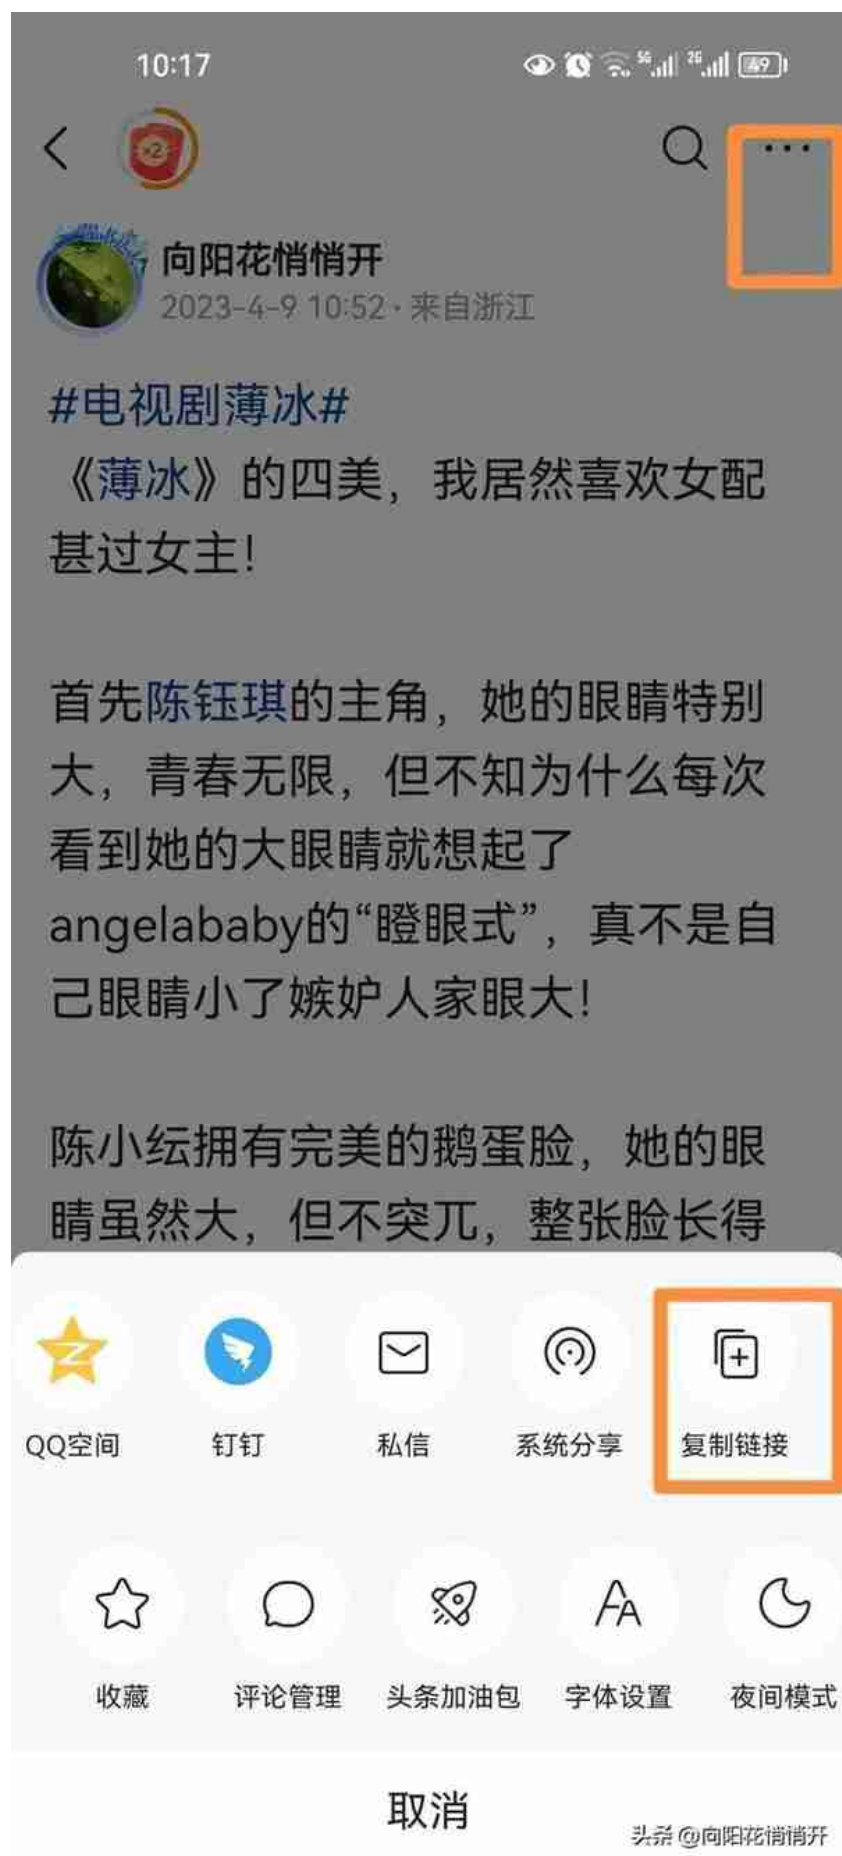 10:17
5G
2G
49
×2
向阳花悄悄开
2023-4-9 10:52·来自浙江
#电视剧薄冰#
《薄冰》的四美，我居然喜欢女配
甚过女主！
首先陈钰琪的主角，她的眼睛特别
大，青春无限，但不知为什么每次
看到她的大眼睛就想起了
angelababy的“瞪眼式”，真不是自
己眼睛小了嫉妒人家眼大！
陈小纭拥有完美的鹅蛋脸，她的眼
睛虽然大，但不突兀，整张脸长得
QQ空间
钉钉
私信
系统分享
复制链接
收藏
评论管理
头条加油包
字体设置
夜间模式
取消
头条 @向阳花悄悄开